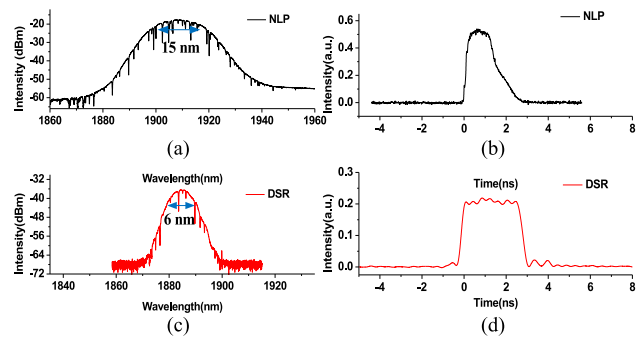 Intensity (dBm)
-20
-30
-40
-50
-60
15 nm
NLP
1860
1880
1900
1920
1940
1960
(a)
Intensity(a.u.)
0.6
0.4
0.2
0.0
NLP
-4
-2
0
2
4
6
8
(b)
Intensity(dBm)
-32
-40
-48
-56
-64
-72
Wavelength(nm)
6 nm
DSR
1840
1860
1880
1900
1920
Wavelength(nm)
(c)
Intensity(a.u.)
0.3
0.2
0.1
0.0
Time(ns)
DSR
-4
-2
0
2
4
6
8
Time(ns)
(d)